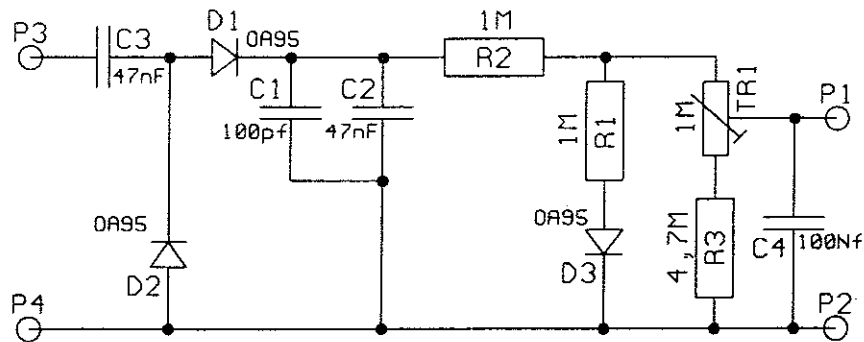 P3
C3
47nF
D1
OA95
C1
100pf
C2
47nF
1M
R2
1M
R1
1M
TR1
P1
OA95
D2
OA95
D3
4,7M
R3
C4
100Nf
P4
P2